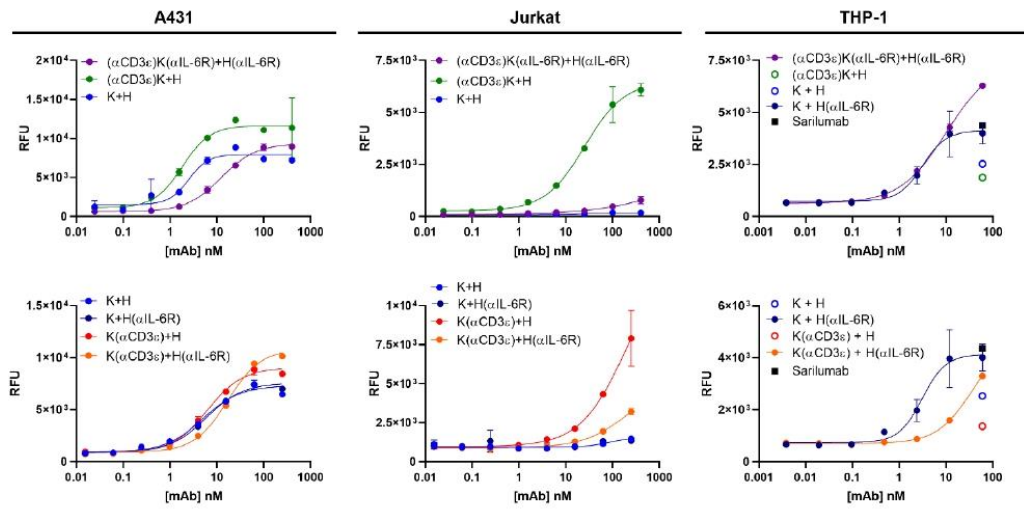 A431
Jurkat
THP-1
2×10⁴
1.5×10⁴
1×10⁴
5×10³
0
RFU
(αCD3ε)K(αIL-6R)+H(αIL-6R)
(αCD3ε)K+H
K+H
0.01 0.1 1 10 100 1000
[mAb] nM
7.5×10³
5×10³
2.5×10³
0
RFU
(αCD3ε)K(αIL-6R)+H(αIL-6R)
(αCD3ε)K+H
K+H
0.01 0.1 1 10 100 1000
[mAb] nM
7.5×10³
5×10³
2.5×10³
0
RFU
(αCD3ε)K(αIL-6R)+H(αIL-6R)
(αCD3ε)K+H
K + H
K + H(αIL-6R)
Sarilumab
0.001 0.01 0.1 1 10 100
[mAb] nM
1.5×10⁴
1×10⁴
5×10³
0
RFU
K+H
K+H(αIL-6R)
K(αCD3ε)+H
K(αCD3ε)+H(αIL-6R)
0.01 0.1 1 10 100 1000
[mAb] nM
1×10⁴
7.5×10³
5×10³
2.5×10³
0
RFU
K+H
K+H(αIL-6R)
K(αCD3ε)+H
K(αCD3ε)+H(αIL-6R)
0.01 0.1 1 10 100 1000
[mAb] nM
6×10³
4×10³
2×10³
0
RFU
K + H
K + H(αIL-6R)
K(αCD3ε) + H
K(αCD3ε) + H(αIL-6R)
Sarilumab
0.001 0.01 0.1 1 10 100
[mAb] nM